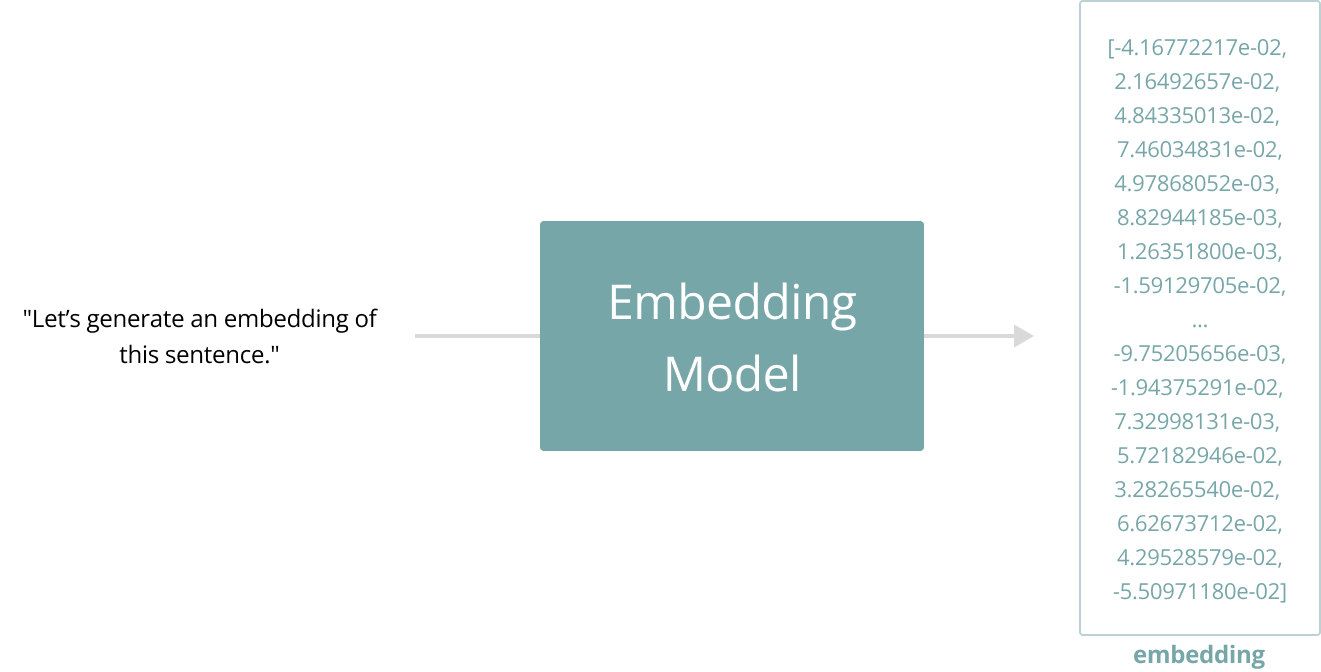 "Let’s generate an embedding of
this sentence."
Embedding
Model
[-4.16772217e-02,
2.16492657e-02,
4.84335013e-02,
7.46034831e-02,
4.97868052e-03,
8.82944185e-03,
1.26351800e-03,
-1.59129705e-02,
...
-9.75205656e-03,
-1.94375291e-02,
7.32998131e-03,
5.72182946e-02,
3.28265540e-02,
6.62673712e-02,
4.29528579e-02,
-5.50971180e-02]
embedding